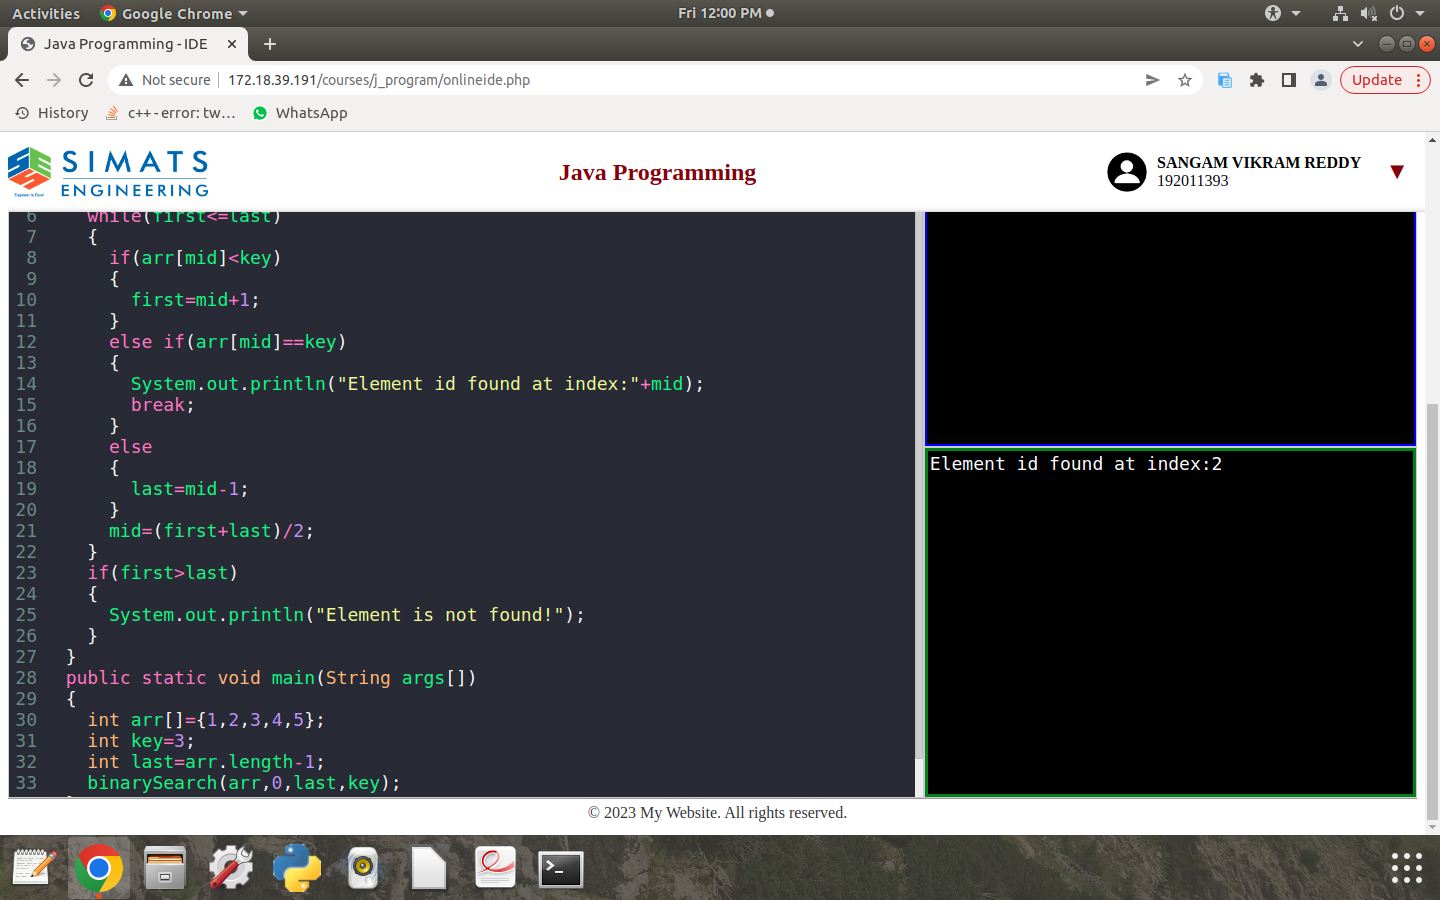 Activities Google Chrome Fri 12:00 PM
Java Programming - IDE
Not secure 172.18.39.191/courses/j_program/onlineide.php Update
History c++ - error: tw... WhatsApp
SIMATS
ENGINEERING
Engineer to Excel
Java Programming
SANGAM VIKRAM REDDY
192011393
6 while(first<=last)
7 {
8 if(arr[mid]<key)
9 {
10 first=mid+1;
11 }
12 else if(arr[mid]==key)
13 {
14 System.out.println("Element id found at index:"+mid);
15 break;
16 }
17 else
18 {
19 last=mid-1;
20 }
21 mid=(first+last)/2;
22 }
23 if(first>last)
24 {
25 System.out.println("Element is not found!");
26 }
27 }
28 public static void main(String args[])
29 {
30 int arr[]={1,2,3,4,5};
31 int key=3;
32 int last=arr.length-1;
33 binarySearch(arr,0,last,key);
Element id found at index:2
© 2023 My Website. All rights reserved.